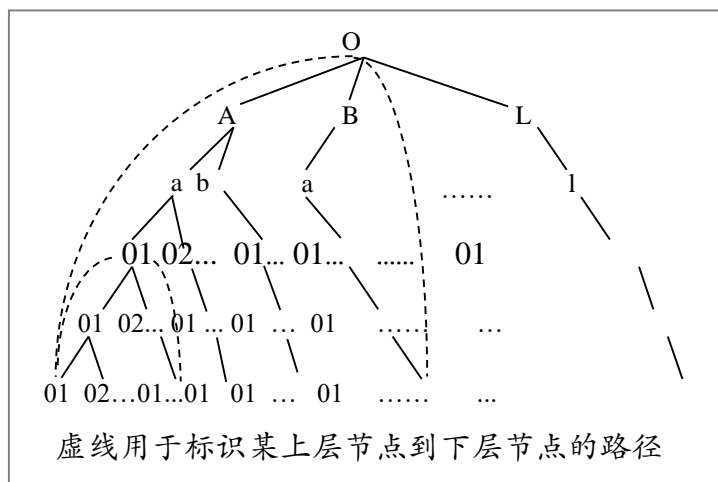 O
A B L
a b a …… l
01 02... 01... 01... ...... 01
01 02... 01 ... 01 … 01 …… …
01 02…01...01 01 … 01 …… ...
虚线用于标识某上层节点到下层节点的路径